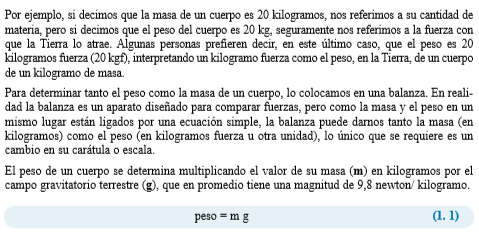 Por ejemplo, si decimos que la masa de un cuerpo es 20 kilogramos, nos referimos a su cantidad de
materia, pero si decimos que el peso del cuerpo es 20 kg, seguramente nos referimos a la fuerza con
que la Tierra lo atrae. Algunas personas prefieren decir, en este último caso, que el peso es 20
kilogramos fuerza (20 kgf), interpretando un kilogramo fuerza como el peso, en la Tierra, de un cuerpo
de un kilogramo de masa.
Para determinar tanto el peso como la masa de un cuerpo, lo colocamos en una balanza. En reali-
dad la balanza es un aparato diseñado para comparar fuerzas, pero como la masa y el peso en un
mismo lugar están ligados por una ecuación simple, la balanza puede darnos tanto la masa (en
kilogramos) como el peso (en kilogramos fuerza u otra unidad), lo único que se requiere es un
cambio en su carátula o escala.
El peso de un cuerpo se determina multiplicando el valor de su masa (m) en kilogramos por el
campo gravitatorio terrestre (g), que en promedio tiene una magnitud de 9,8 newton/ kilogramo.
peso = m g (1. 1)